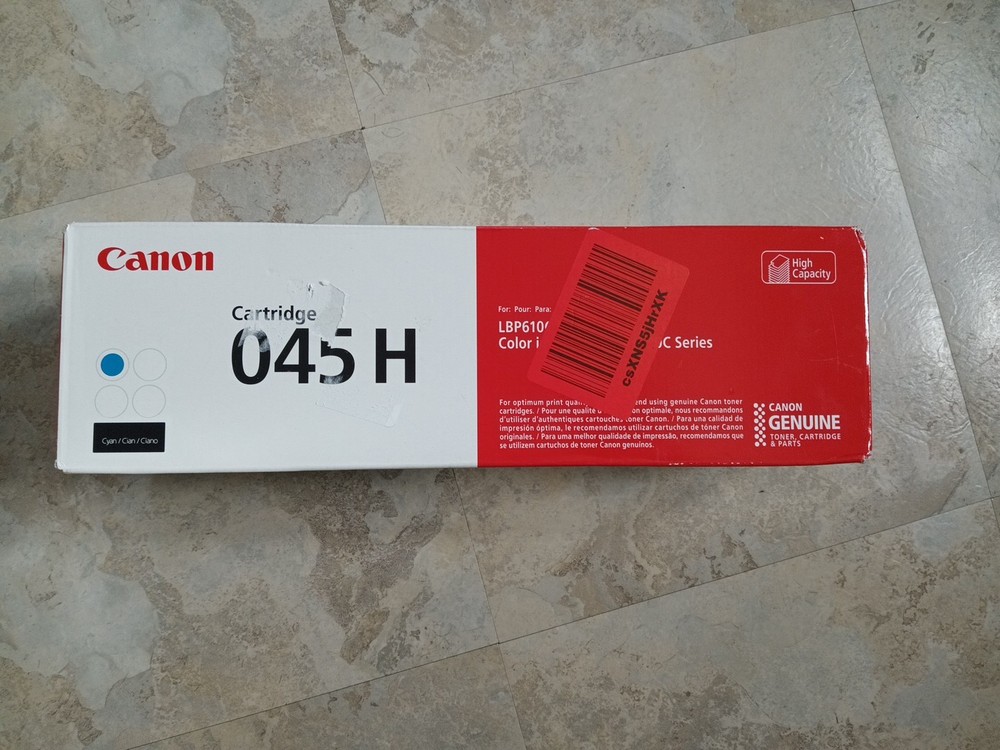 Canon
Cartridge
045 H
Cyan / Cian / Ciano
For: Pour: Para:
LBP610
Color i C Series
csXNS5jHrXK
High
Capacity
For optimum print end using genuine Canon toner
cartridges. / Pour une qualité on optimale, nous recommandons
d'utiliser d'authentiques cartouches toner Canon. / Para una calidad de
impresión óptima, le recomendamos utilizar cartuchos de tóner Canon
originales. / Para uma melhor qualidade de impressão, recomendamos que
se utilizem cartuchos de toner Canon genuínos.
CANON
GENUINE
TONER, CARTRIDGE
& PARTS